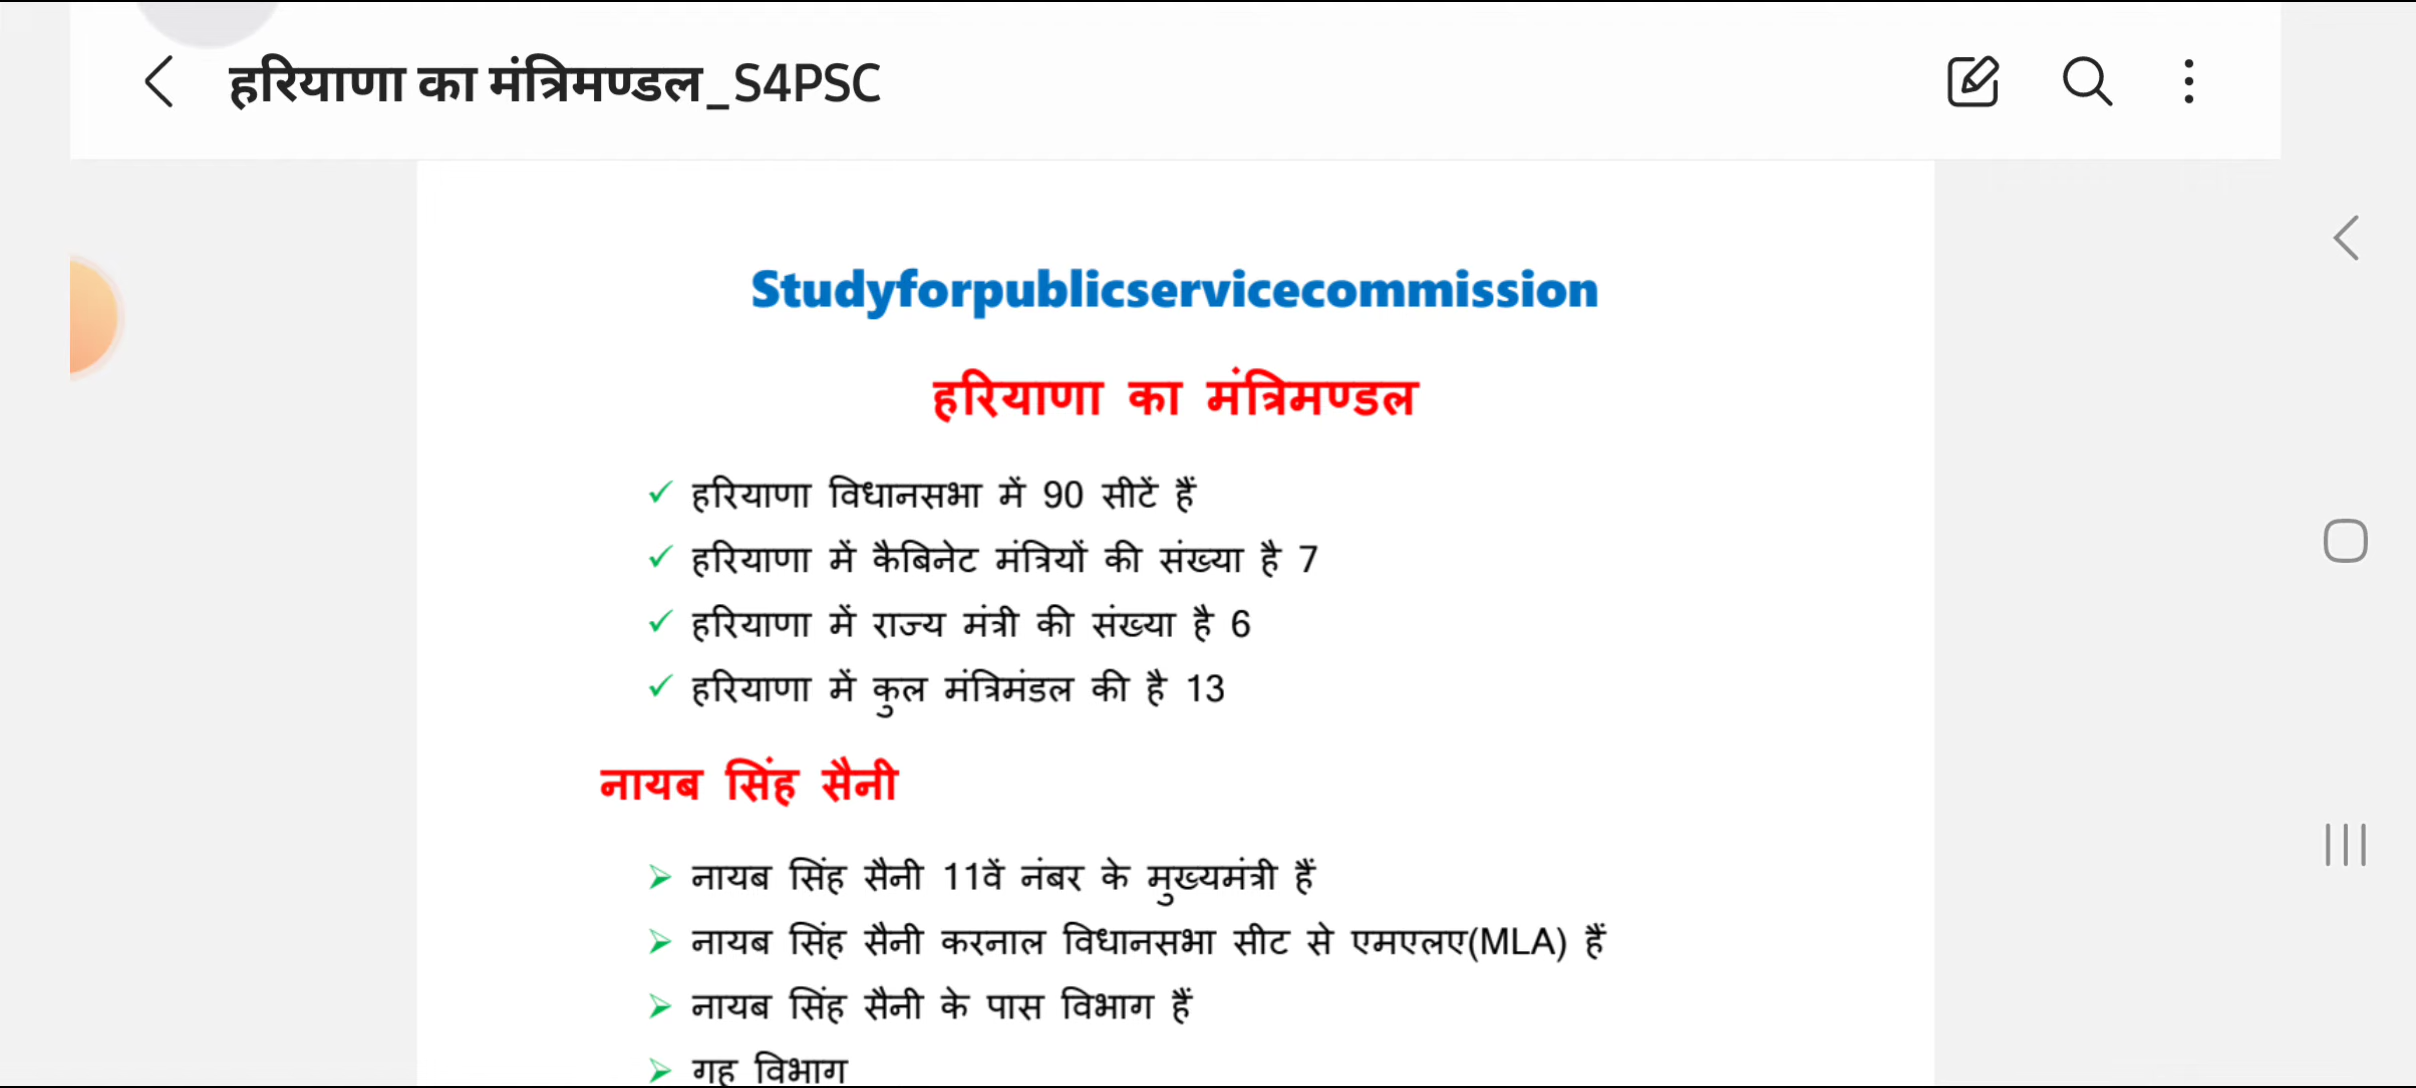 हरियाणा का मंत्रिमण्डल_S4PSC
Studyforpublicservicecommission
हरियाणा का मंत्रिमण्डल
✓ हरियाणा विधानसभा में 90 सीटें हैं
✓ हरियाणा में कैबिनेट मंत्रियों की संख्या है 7
✓ हरियाणा में राज्य मंत्री की संख्या है 6
✓ हरियाणा में कुल मंत्रिमंडल की है 13
नायब सिंह सैनी
➢ नायब सिंह सैनी 11वें नंबर के मुख्यमंत्री हैं
➢ नायब सिंह सैनी करनाल विधानसभा सीट से एमएलए(MLA) हैं
➢ नायब सिंह सैनी के पास विभाग हैं
➢ गृह विभाग